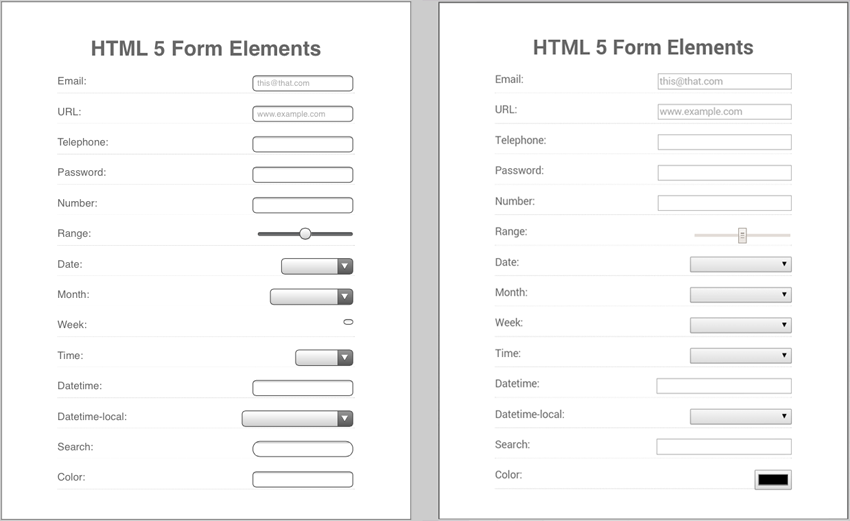 HTML 5 Form Elements
Email:
this@that.com
URL:
www.example.com
Telephone:
Password:
Number:
Range:
Date:
Month:
Week:
Time:
Datetime:
Datetime-local:
Search:
Color:
HTML 5 Form Elements
Email:
this@that.com
URL:
www.example.com
Telephone:
Password:
Number:
Range:
Date:
Month:
Week:
Time:
Datetime:
Datetime-local:
Search:
Color: